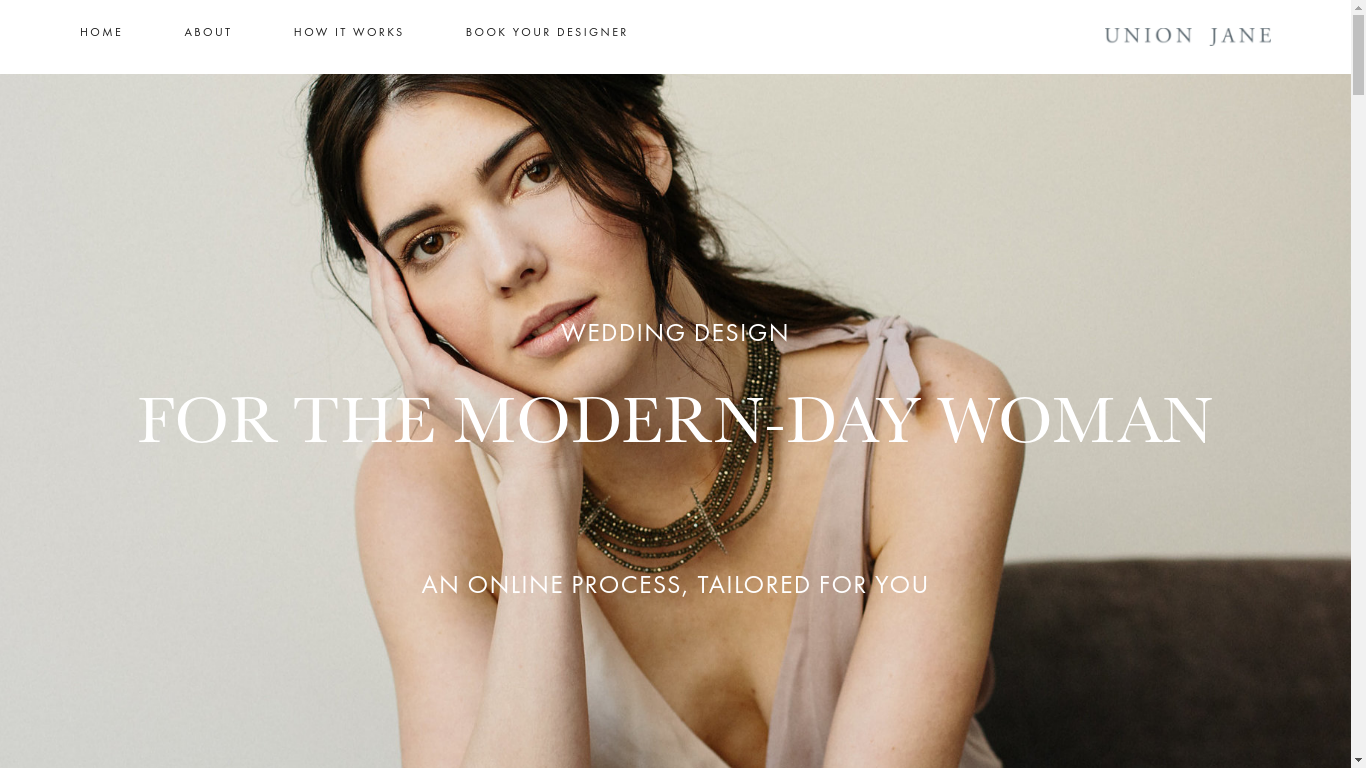 HOME
ABOUT
HOW IT WORKS
BOOK YOUR DESIGNER
UNION JANE
WEDDING DESIGN
FOR THE MODERN-DAY WOMAN
AN ONLINE PROCESS, TAILORED FOR YOU